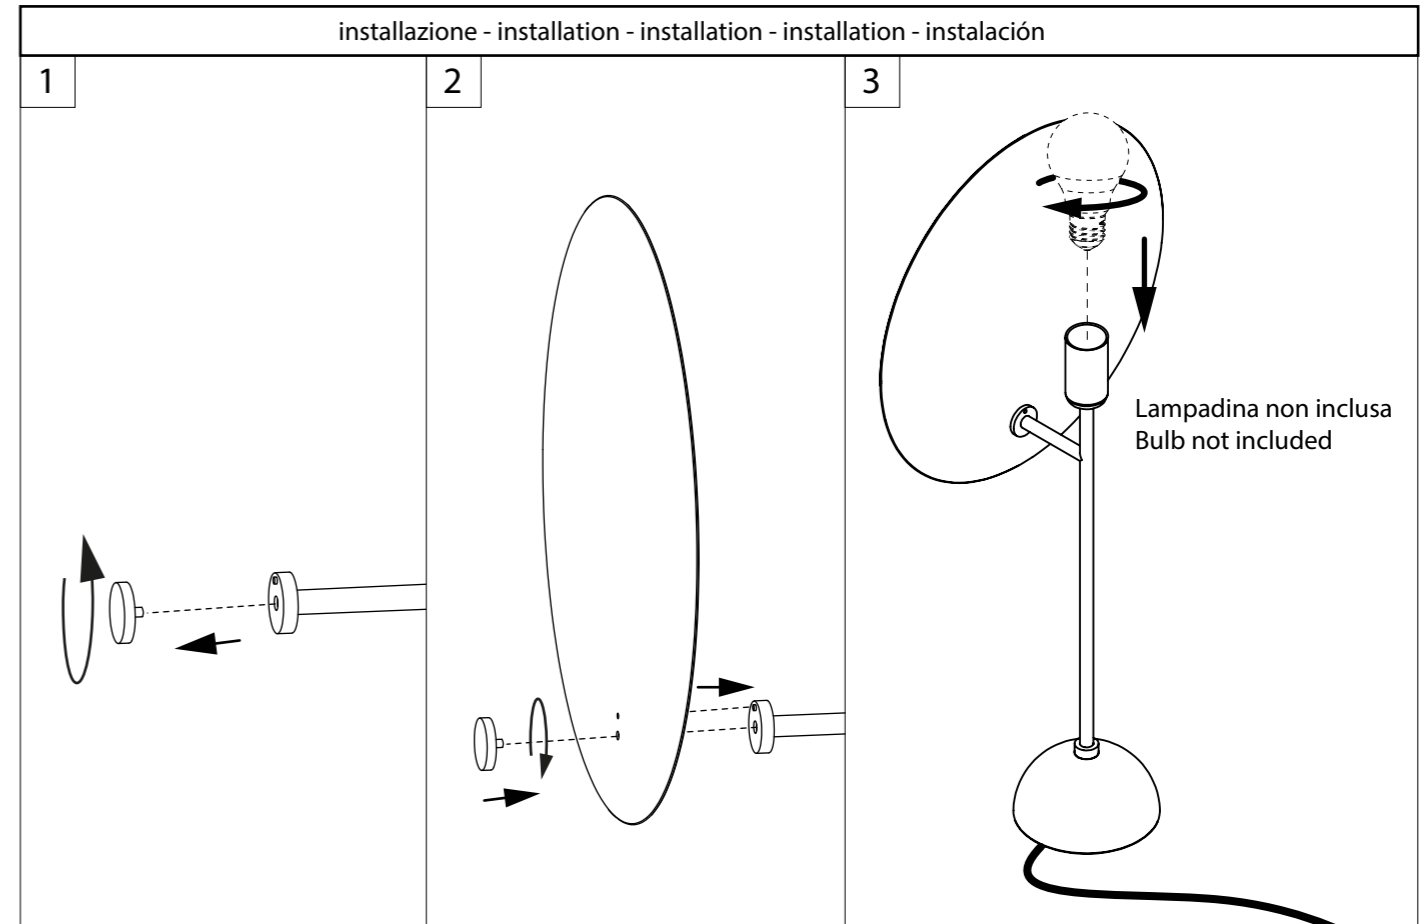 installazione - installation - installation - installation - instalación
1
2
3
Lampadina non inclusa
Bulb not included